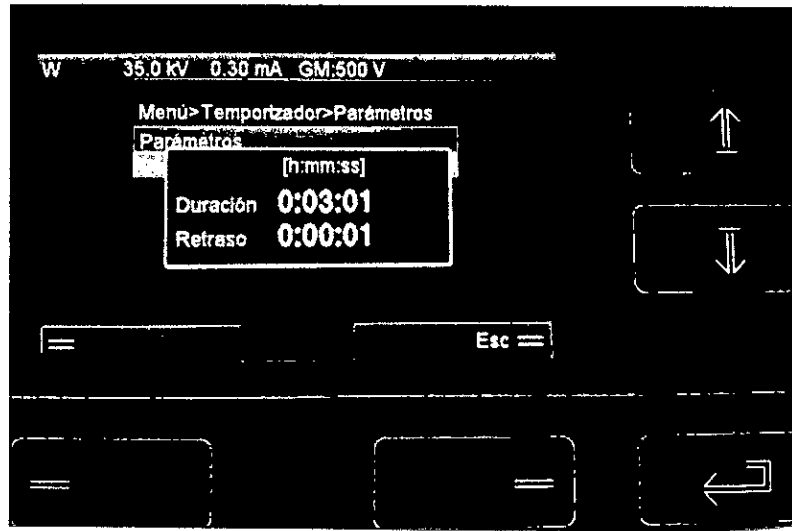 W 35.0 kV 0.30 mA GM:500 V
Menú>Temporizador>Parámetros
Parámetros
[h:mm:ss]
Duración 0:03:01
Retraso 0:00:01
Esc